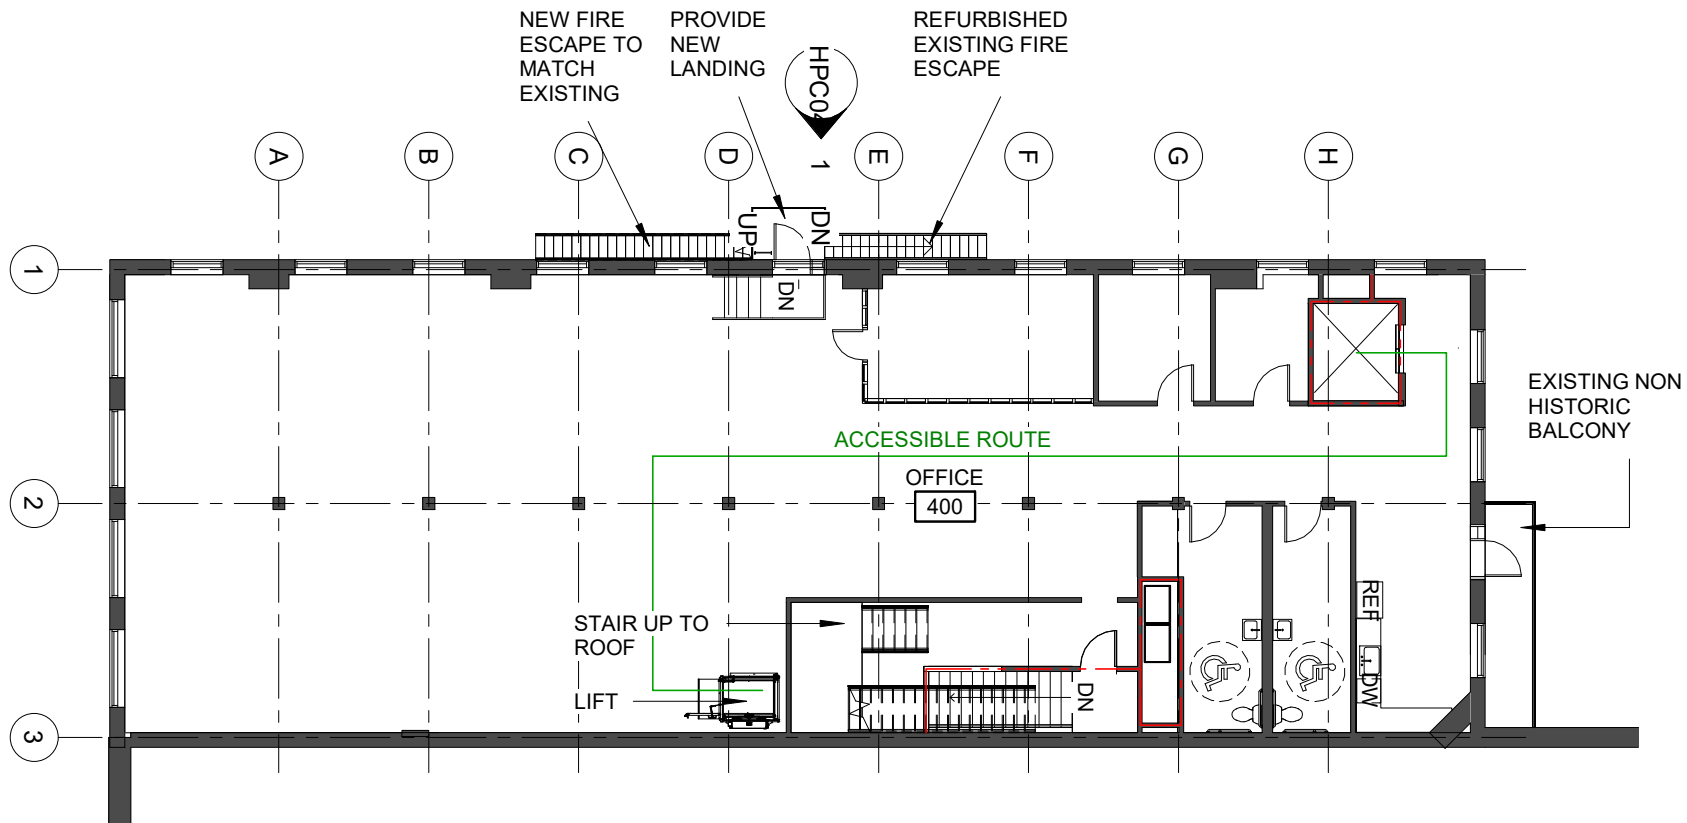 NEW FIRE
ESCAPE TO
MATCH
EXISTING
PROVIDE
NEW
LANDING
HPC04
1
REFURBISHED
EXISTING FIRE
ESCAPE
A
B
C
D
E
F
G
H
1
2
3
UP
DN
DN
EXISTING NON
HISTORIC
BALCONY
ACCESSIBLE ROUTE
OFFICE
400
STAIR UP TO
ROOF
LIFT
DN
REF
DW